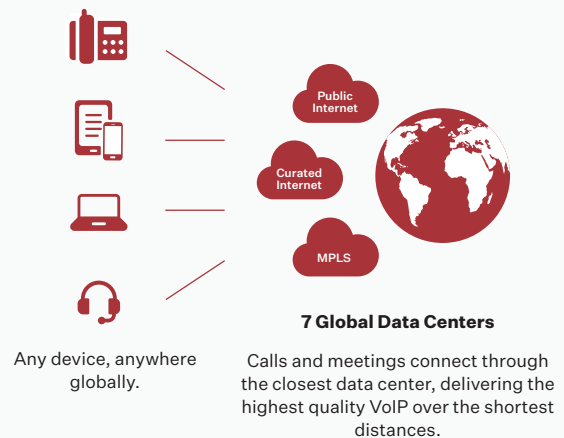 Public
Internet
Curated
Internet
MPLS
7 Global Data Centers
Any device, anywhere
globally.
Calls and meetings connect through
the closest data center, delivering the
highest quality VoIP over the shortest
distances.